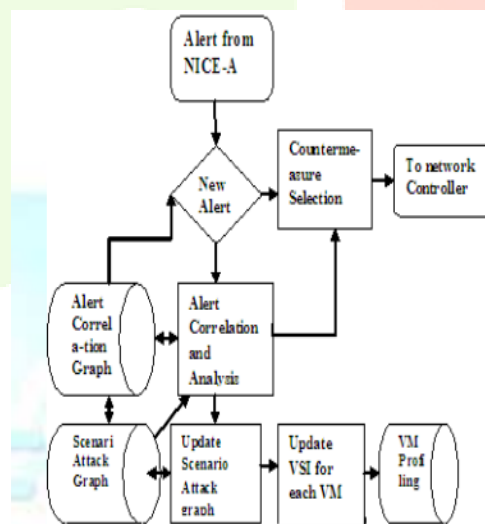 Alert from
NICE-A
New
Alert
Counterme-
asure
Selection
To network
Controller
Alert
Correl
a-tion
Graph
Alert
Correlation
and
Analysis
Scenari
Attack
Graph
Update
Scenario
Attack
graph
Update
VSI for
each VM
VM
Prof
iling